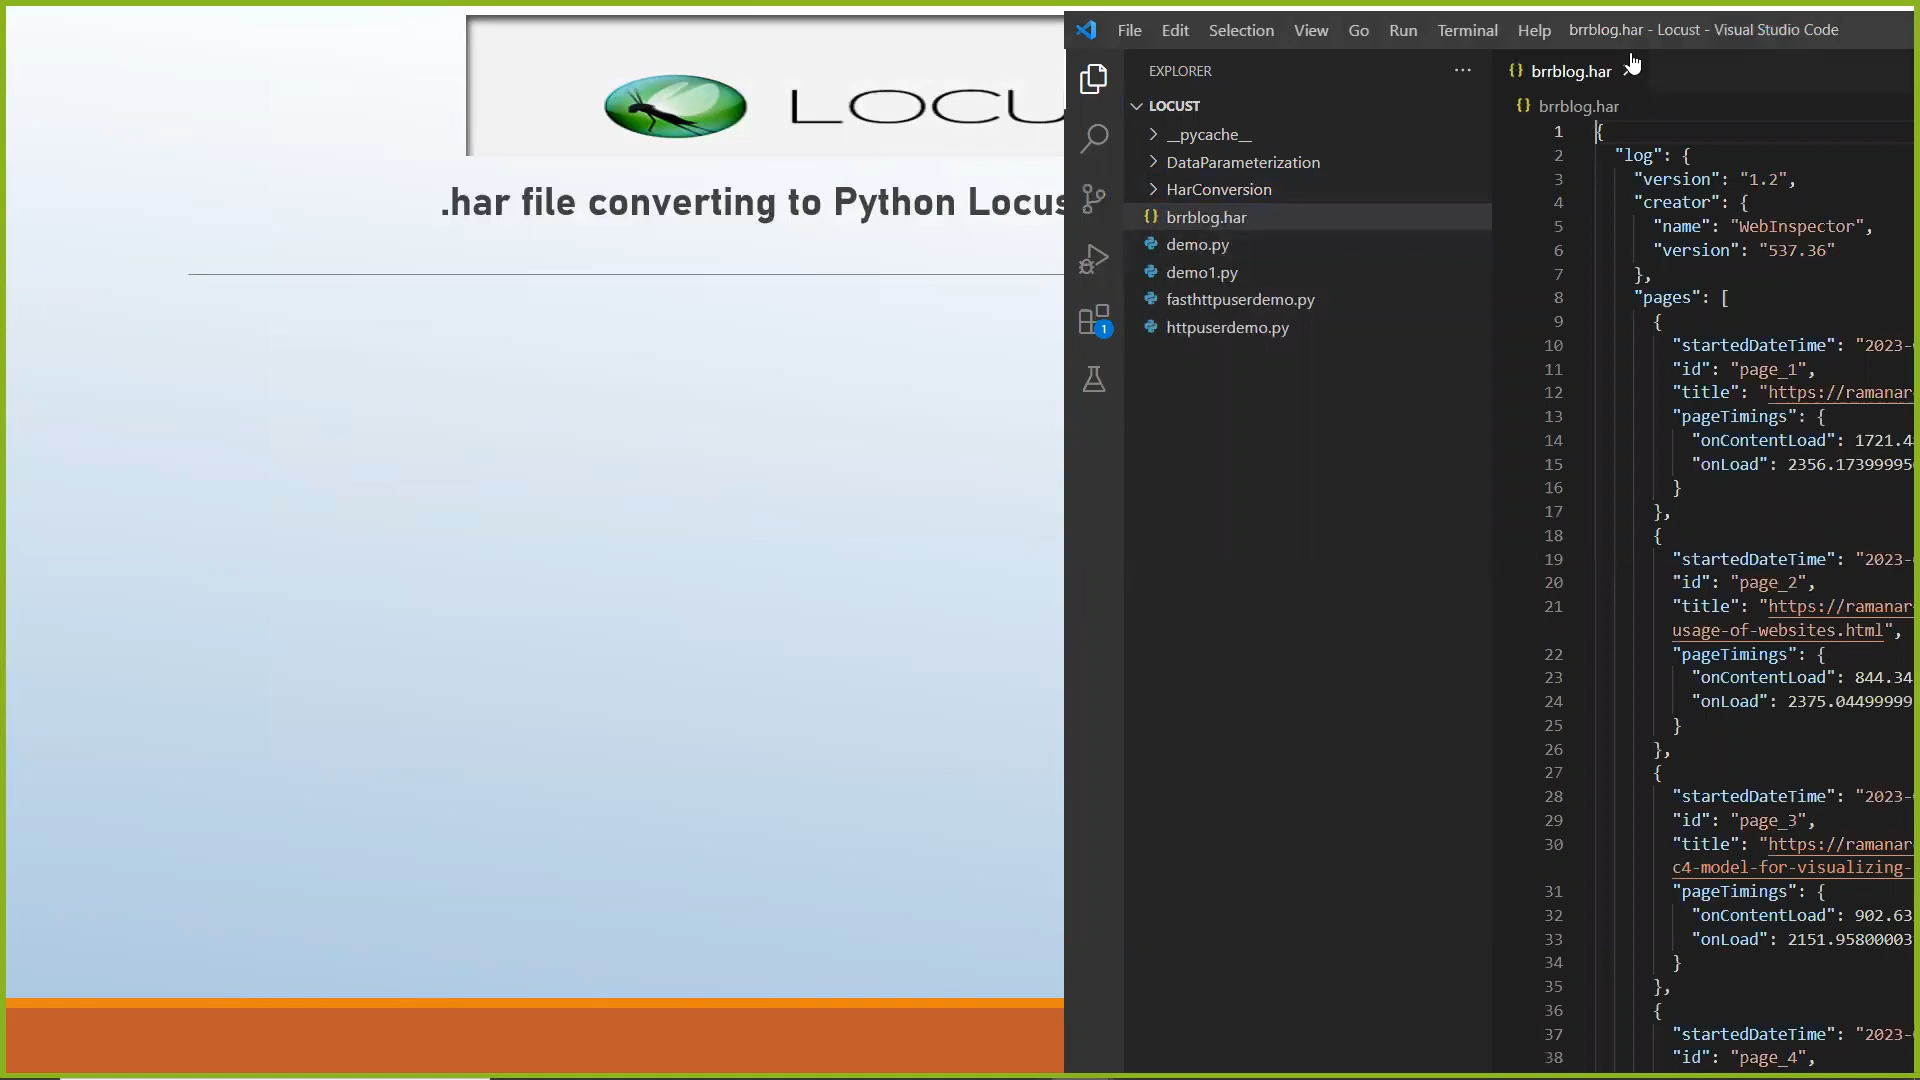 LOCU
.har file converting to Python Locus
File Edit Selection View Go Run Terminal Help brrblog.har - Locust - Visual Studio Code
EXPLORER
LOCUST
__pycache__
DataParameterization
HarConversion
{} brrblog.har
demo.py
demo1.py
fasthttpuserdemo.py
httpuserdemo.py
1
{} brrblog.har
{} brrblog.har
1 {
2 "log": {
3 "version": "1.2",
4 "creator": {
5 "name": "WebInspector",
6 "version": "537.36"
7 },
8 "pages": [
9 {
10 "startedDateTime": "2023-
11 "id": "page_1",
12 "title": "https://ramanar
13 "pageTimings": {
14 "onContentLoad": 1721.4
15 "onLoad": 2356.17399995
16 }
17 },
18 {
19 "startedDateTime": "2023-
20 "id": "page_2",
21 "title": "https://ramanar
usage-of-websites.html",
22 "pageTimings": {
23 "onContentLoad": 844.34
24 "onLoad": 2375.04499999
25 }
26 },
27 {
28 "startedDateTime": "2023-
29 "id": "page_3",
30 "title": "https://ramanar
c4-model-for-visualizing-
31 "pageTimings": {
32 "onContentLoad": 902.63
33 "onLoad": 2151.95800003
34 }
35 },
36 {
37 "startedDateTime": "2023-
38 "id": "page_4",